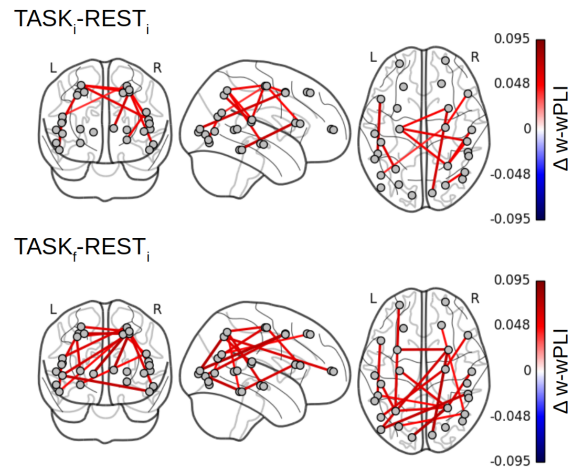 TASKi-RESTi
L R L R
0.095
0.048
0
-0.048
-0.095
Δ w-wPLI
TASKf-RESTi
L R L R
0.095
0.048
0
-0.048
-0.095
Δ w-wPLI